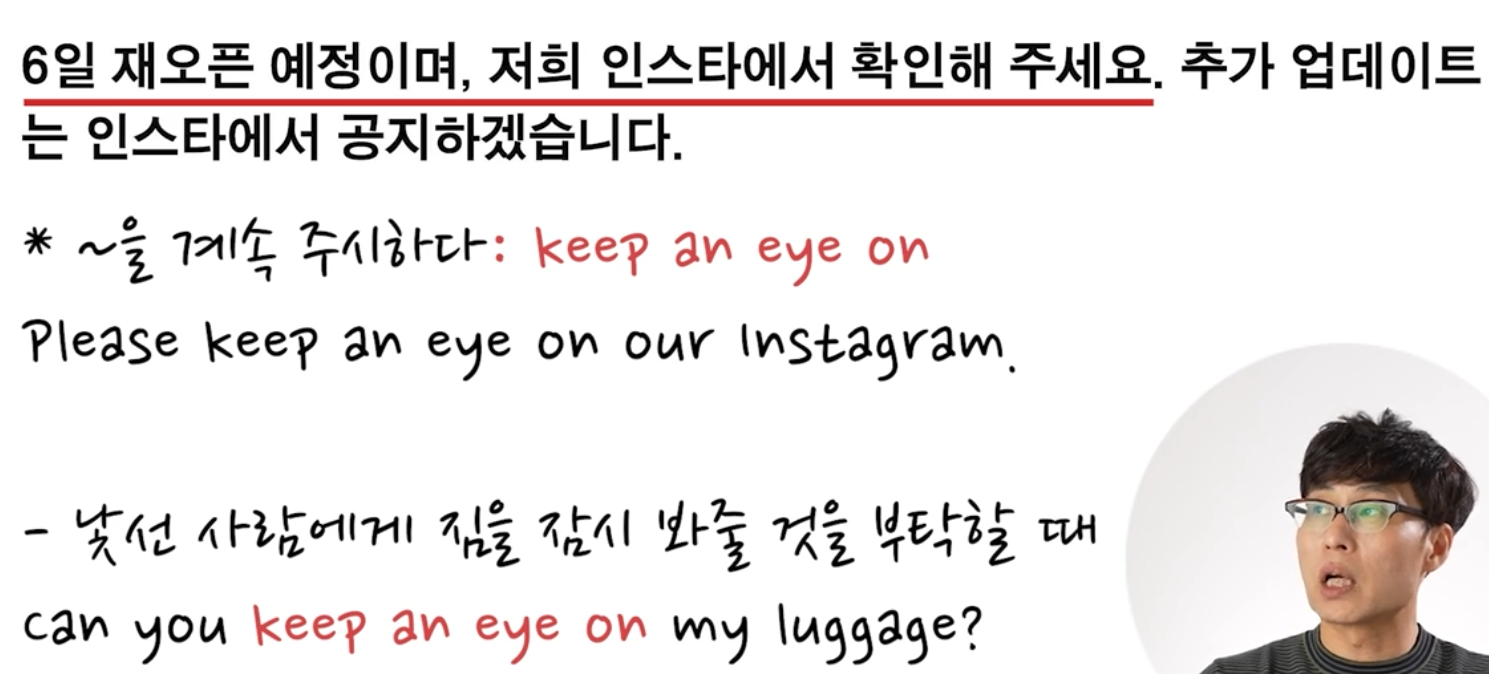 6일 재오픈 예정이며, 저희 인스타에서 확인해 주세요. 추가 업데이트
는 인스타에서 공지하겠습니다.
* ~을 계속 주시하다: keep an eye on
Please keep an eye on our Instagram.
- 낯선 사람에게 짐을 잠시 봐줄 것을 부탁할 때
can you keep an eye on my luggage?